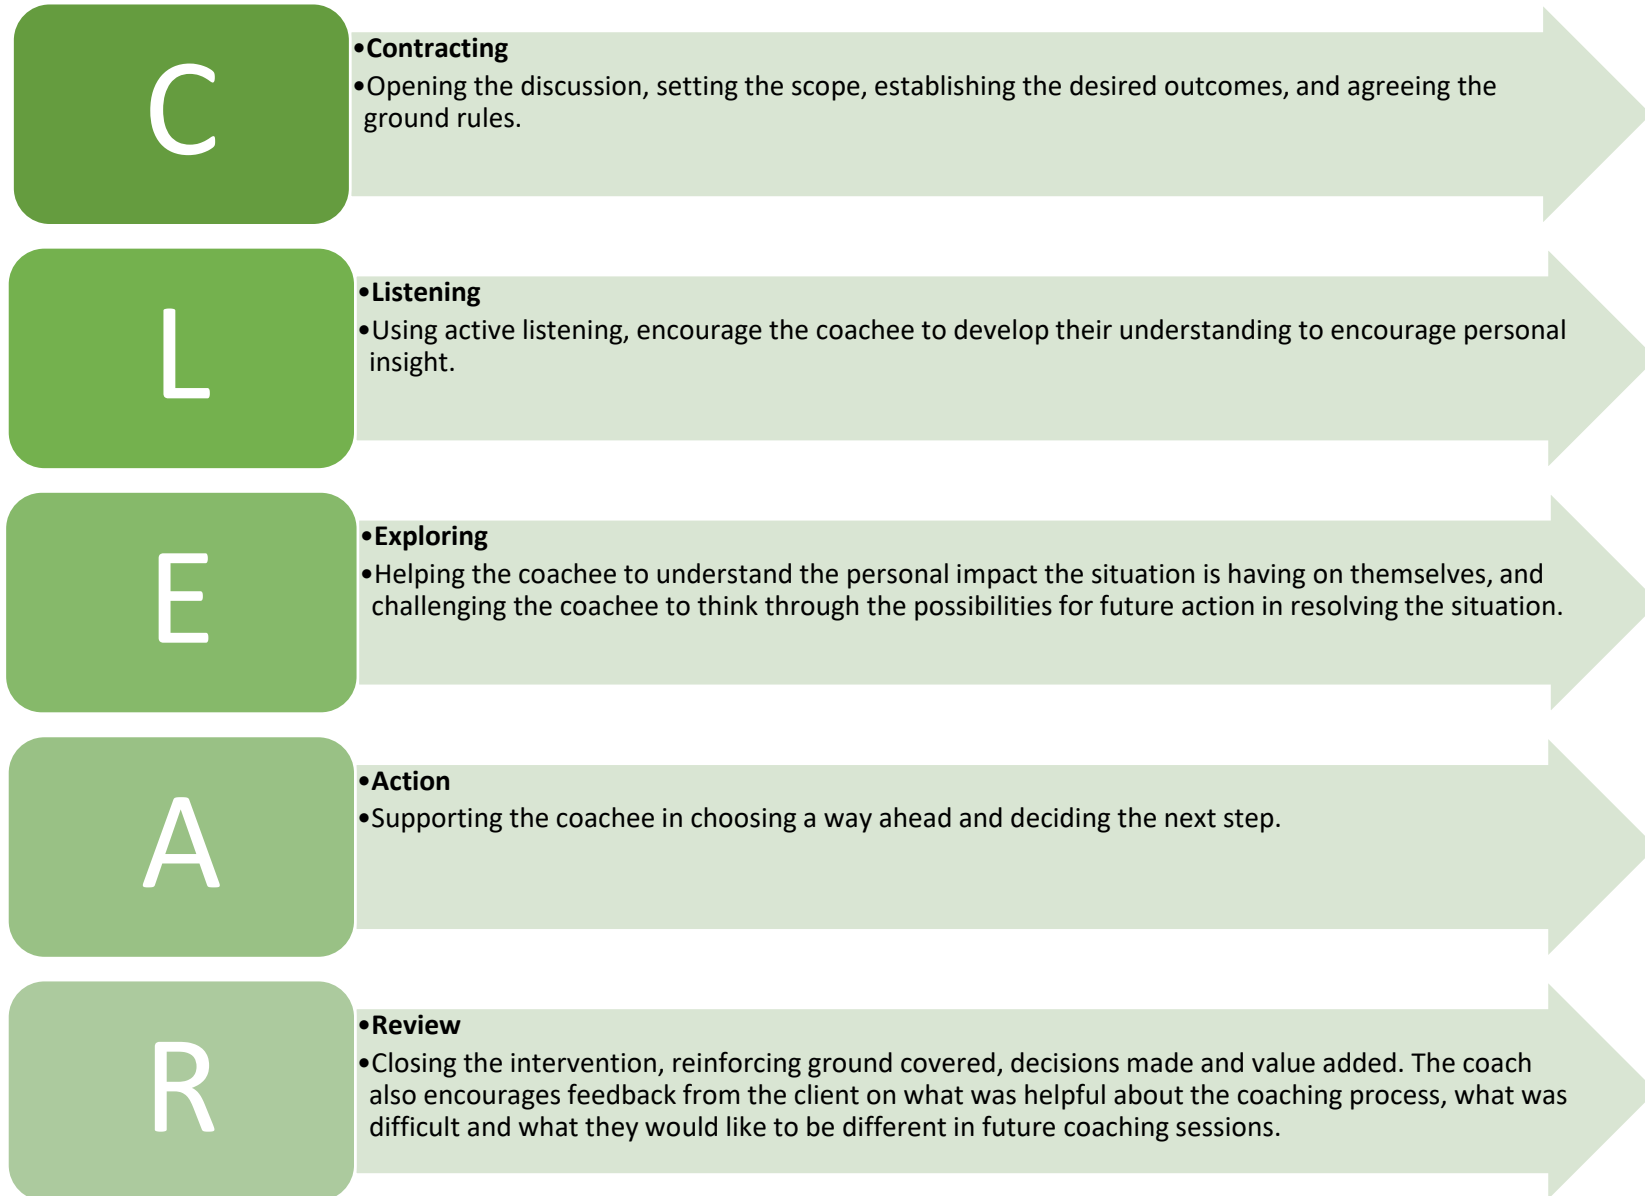 C
•Contracting
•Opening the discussion, setting the scope, establishing the desired outcomes, and agreeing the
ground rules.
L
•Listening
•Using active listening, encourage the coachee to develop their understanding to encourage personal
insight.
E
•Exploring
•Helping the coachee to understand the personal impact the situation is having on themselves, and
challenging the coachee to think through the possibilities for future action in resolving the situation.
A
•Action
•Supporting the coachee in choosing a way ahead and deciding the next step.
R
•Review
•Closing the intervention, reinforcing ground covered, decisions made and value added. The coach
also encourages feedback from the client on what was helpful about the coaching process, what was
difficult and what they would like to be different in future coaching sessions.